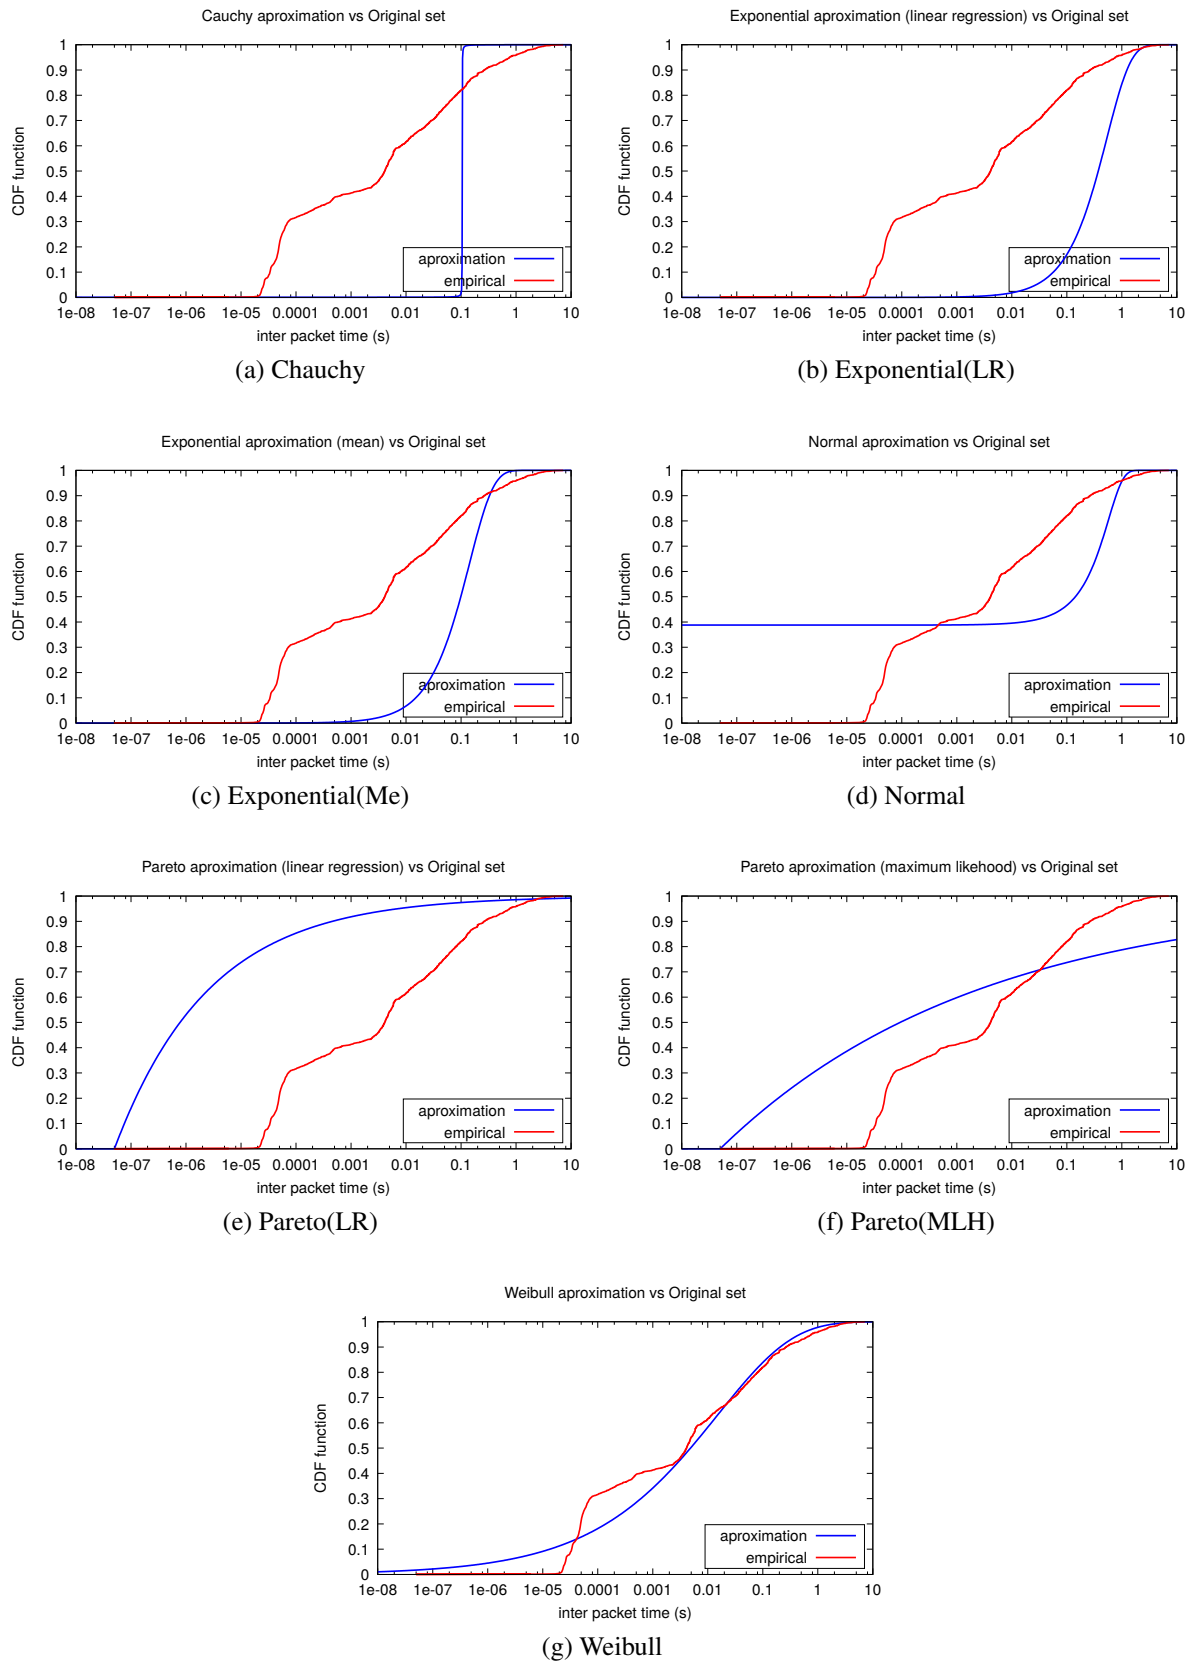 Cauchy aproximation vs Original set
1
0.9
0.8
0.7
0.6
0.5
0.4
0.3
0.2
0.1
0
CDF function
aproximation
empirical
1e-08 1e-07 1e-06 1e-05 0.0001 0.001 0.01 0.1 1 10
inter packet time (s)
(a) Chauchy
Exponential aproximation (linear regression) vs Original set
1
0.9
0.8
0.7
0.6
0.5
0.4
0.3
0.2
0.1
0
CDF function
aproximation
empirical
1e-08 1e-07 1e-06 1e-05 0.0001 0.001 0.01 0.1 1 10
inter packet time (s)
(b) Exponential(LR)
Exponential aproximation (mean) vs Original set
1
0.9
0.8
0.7
0.6
0.5
0.4
0.3
0.2
0.1
0
CDF function
aproximation
empirical
1e-08 1e-07 1e-06 1e-05 0.0001 0.001 0.01 0.1 1 10
inter packet time (s)
(c) Exponential(Me)
Normal aproximation vs Original set
1
0.9
0.8
0.7
0.6
0.5
0.4
0.3
0.2
0.1
0
CDF function
aproximation
empirical
1e-08 1e-07 1e-06 1e-05 0.0001 0.001 0.01 0.1 1 10
inter packet time (s)
(d) Normal
Pareto aproximation (linear regression) vs Original set
1
0.9
0.8
0.7
0.6
0.5
0.4
0.3
0.2
0.1
0
CDF function
aproximation
empirical
1e-08 1e-07 1e-06 1e-05 0.0001 0.001 0.01 0.1 1 10
inter packet time (s)
(e) Pareto(LR)
Pareto aproximation (maximum likehood) vs Original set
1
0.9
0.8
0.7
0.6
0.5
0.4
0.3
0.2
0.1
0
CDF function
aproximation
empirical
1e-08 1e-07 1e-06 1e-05 0.0001 0.001 0.01 0.1 1 10
inter packet time (s)
(f) Pareto(MLH)
Weibull aproximation vs Original set
1
0.9
0.8
0.7
0.6
0.5
0.4
0.3
0.2
0.1
0
CDF function
aproximation
empirical
1e-08 1e-07 1e-06 1e-05 0.0001 0.001 0.01 0.1 1 10
inter packet time (s)
(g) Weibull